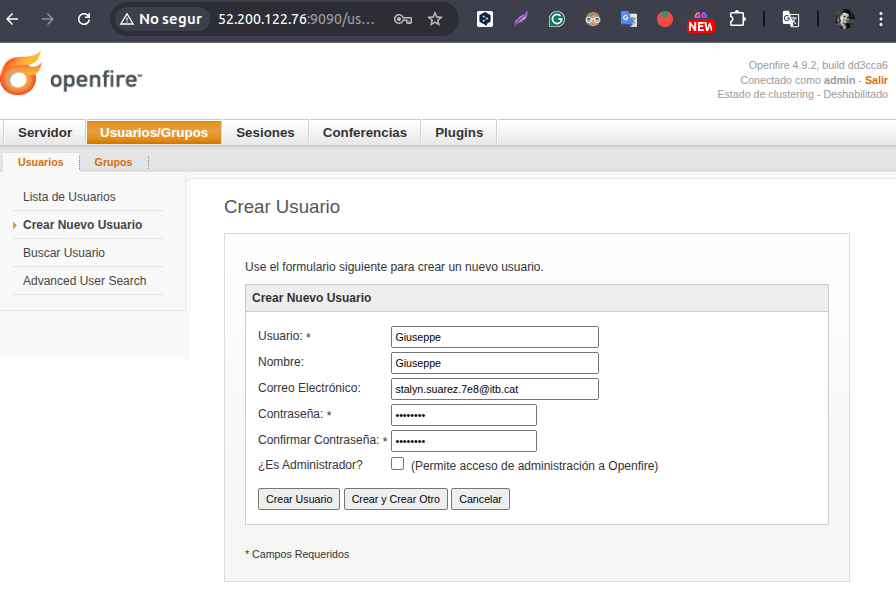 No segur 52.200.122.76:9090/us...
NEW
openfire™
Openfire 4.9.2, build dd3cca6
Conectado como admin - Salir
Estado de clustering - Deshabilitado
Servidor Usuarios/Grupos Sesiones Conferencias Plugins
Usuarios Grupos
Lista de Usuarios
Crear Nuevo Usuario
Buscar Usuario
Advanced User Search
Crear Usuario
Use el formulario siguiente para crear un nuevo usuario.
Crear Nuevo Usuario
Usuario: * Giuseppe
Nombre: Giuseppe
Correo Electrónico: stalyn.suarez.7e8@itb.cat
Contraseña: * ••••••••
Confirmar Contraseña: * ••••••••
¿Es Administrador? (Permite acceso de administración a Openfire)
Crear Usuario Crear y Crear Otro Cancelar
* Campos Requeridos